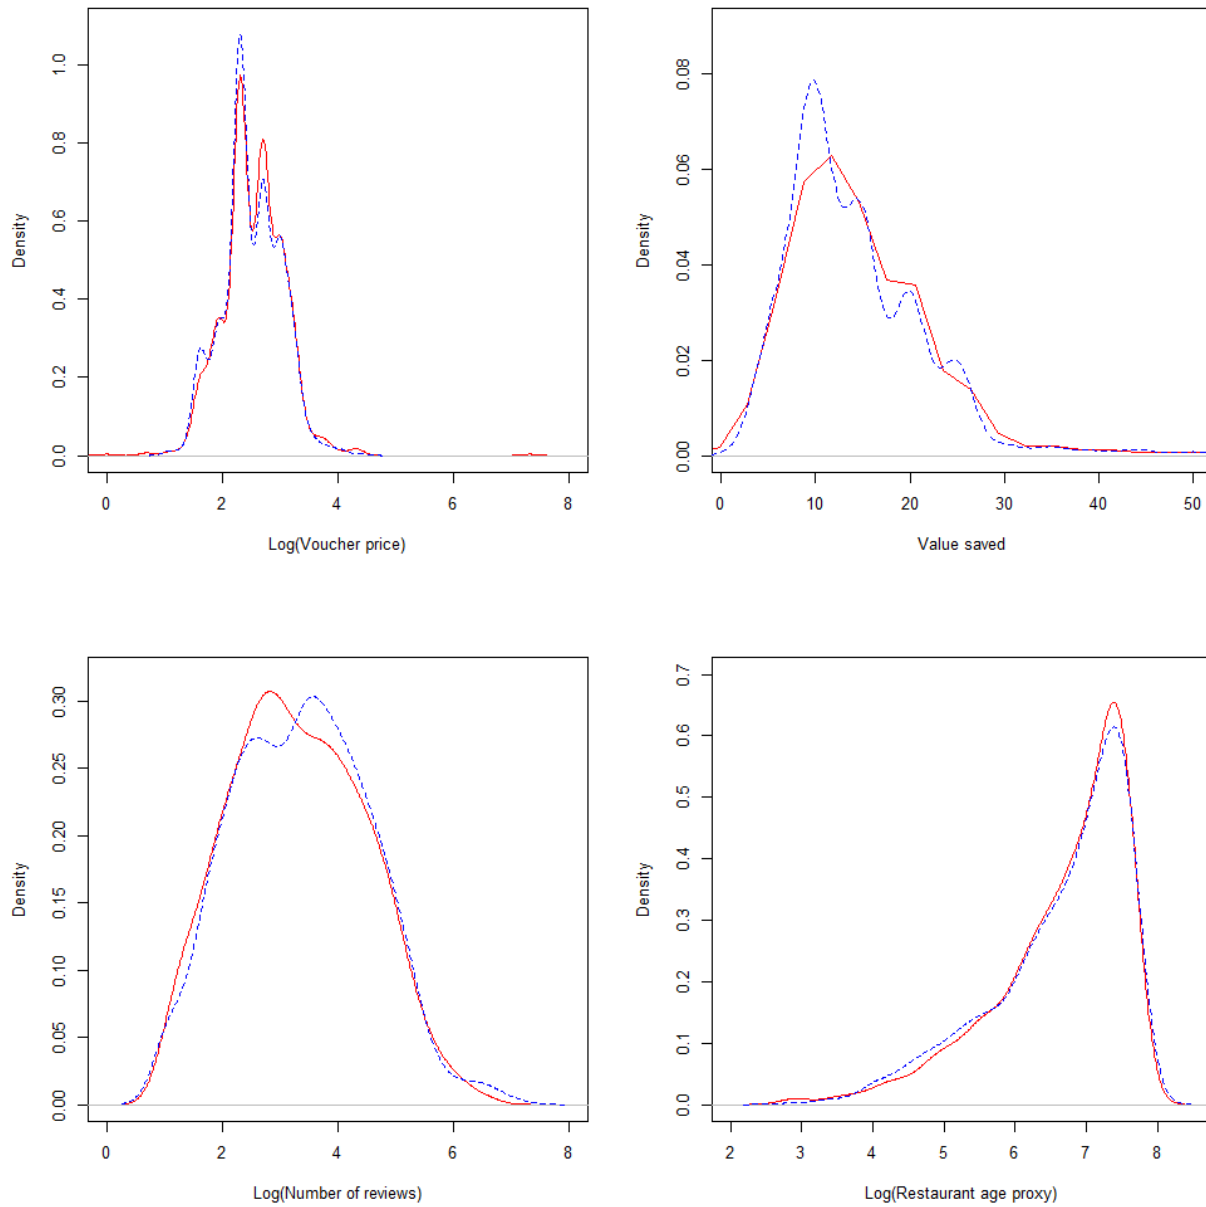 Density
0.0 0.2 0.4 0.6 0.8 1.0
0 2 4 6 8
Log(Voucher price)
Density
0.00 0.02 0.04 0.06 0.08
0 10 20 30 40 50
Value saved
Density
0.00 0.05 0.10 0.15 0.20 0.25 0.30
0 2 4 6 8
Log(Number of reviews)
Density
0.0 0.1 0.2 0.3 0.4 0.5 0.6 0.7
2 3 4 5 6 7 8
Log(Restaurant age proxy)